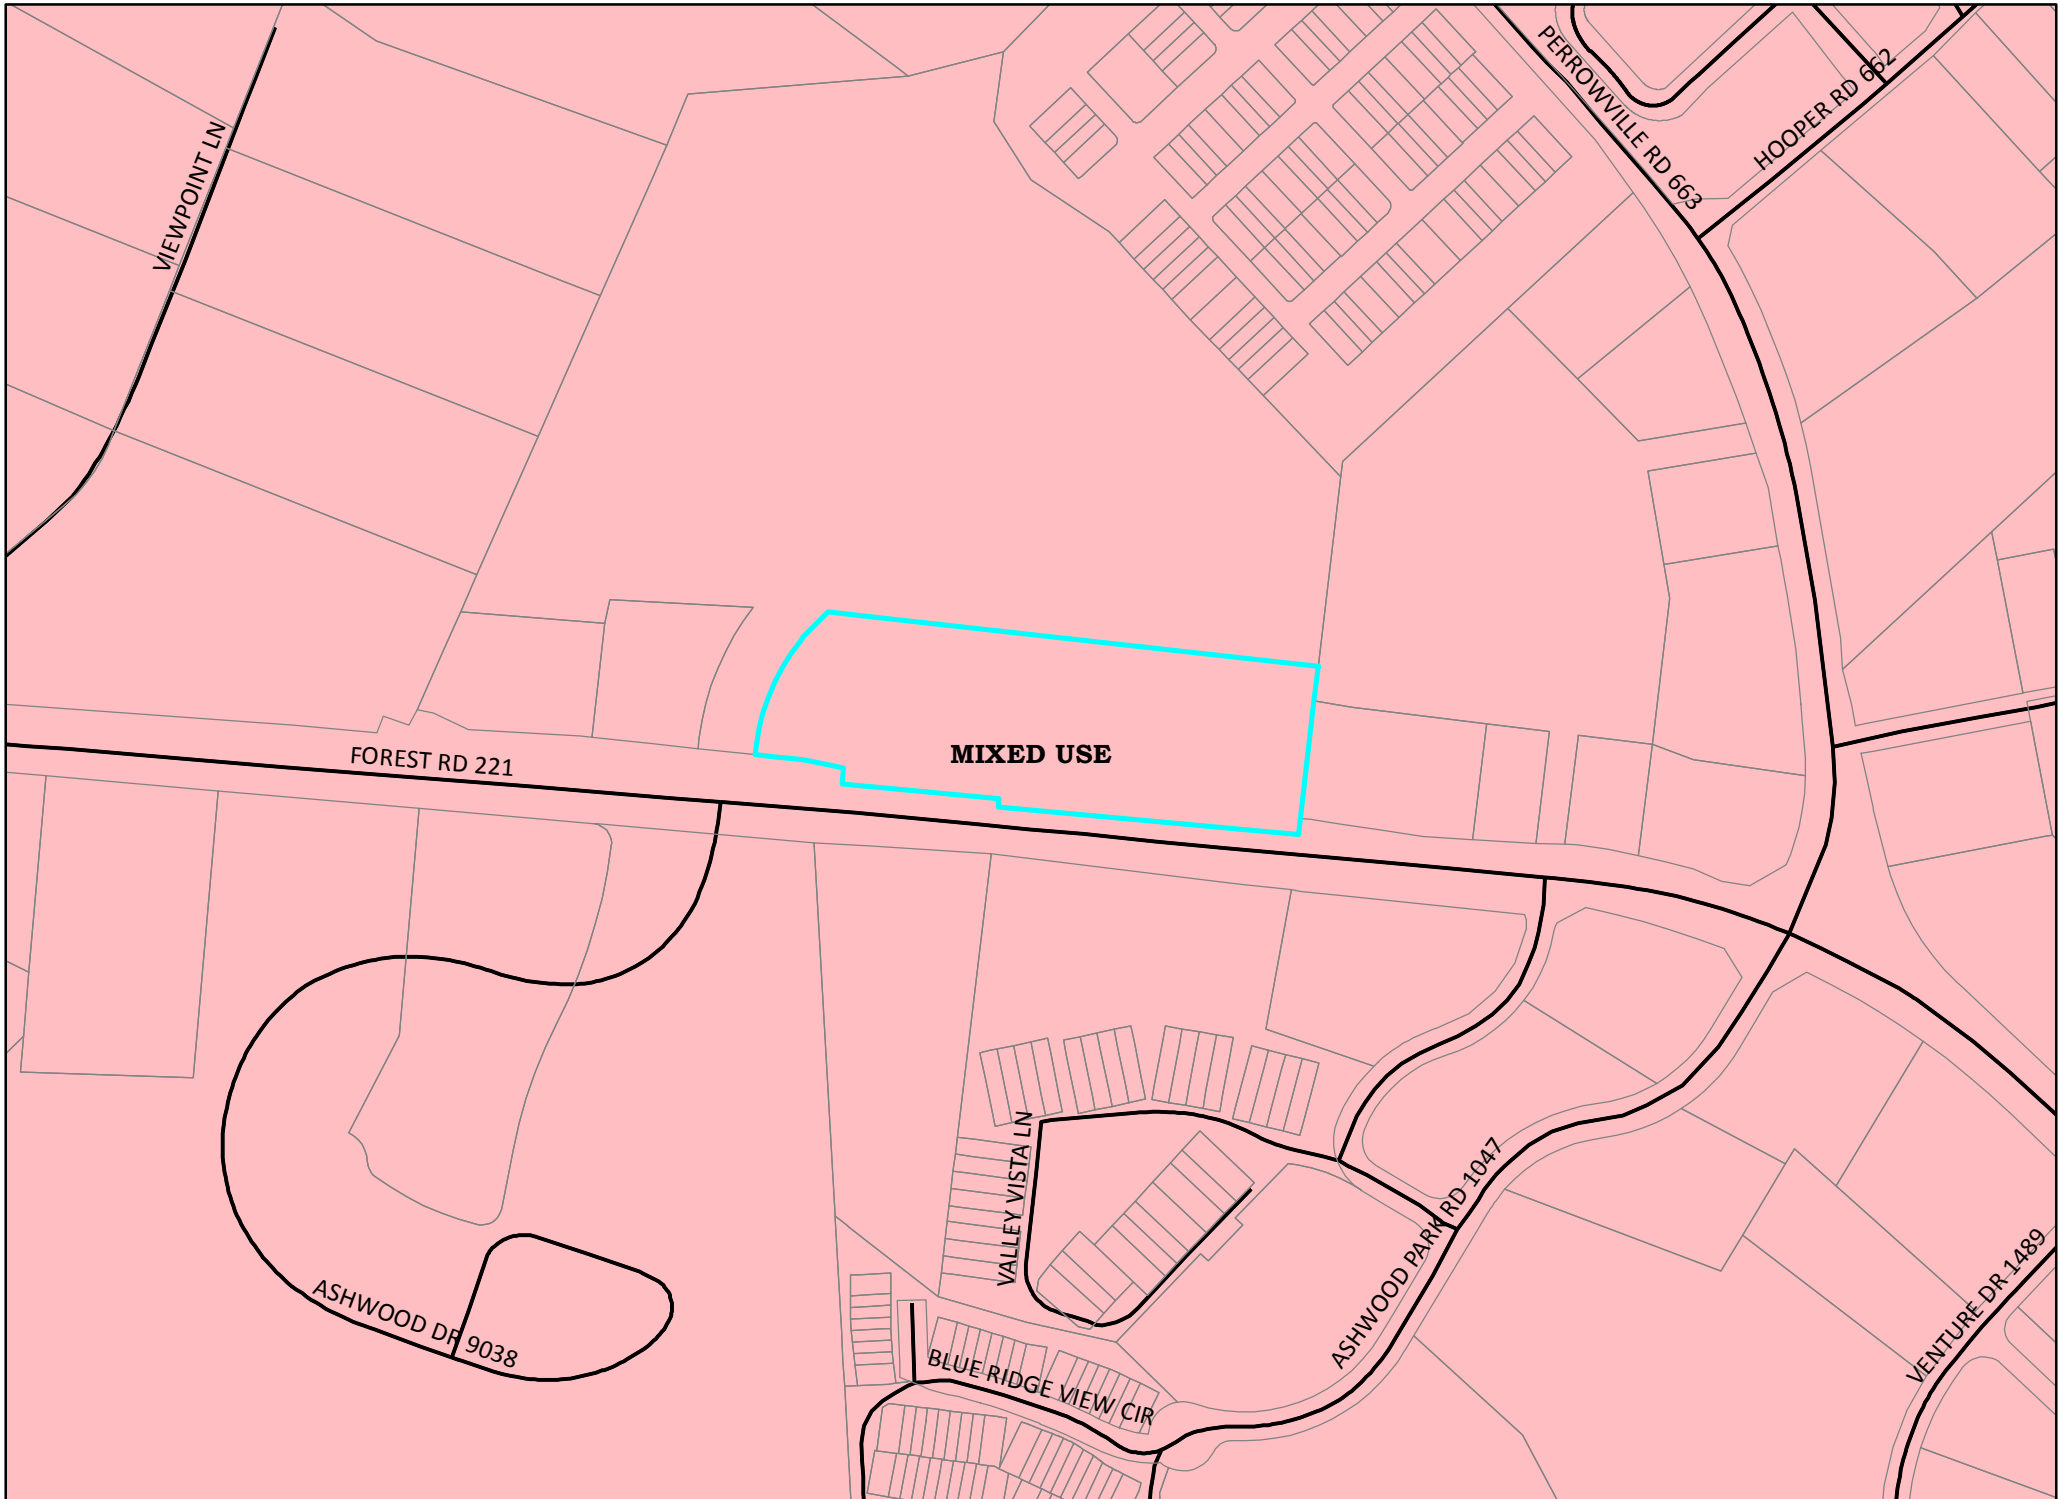 PERROWVILLE RD 663
HOOPER RD 662
VIEWPOINT LN
FOREST RD 221
MIXED USE
VALLEY VISTA LN
ASHWOOD PARK RD 1047
ASHWOOD DR 9038
VENTURE DR 1489
BLUE RIDGE VIEW CIR